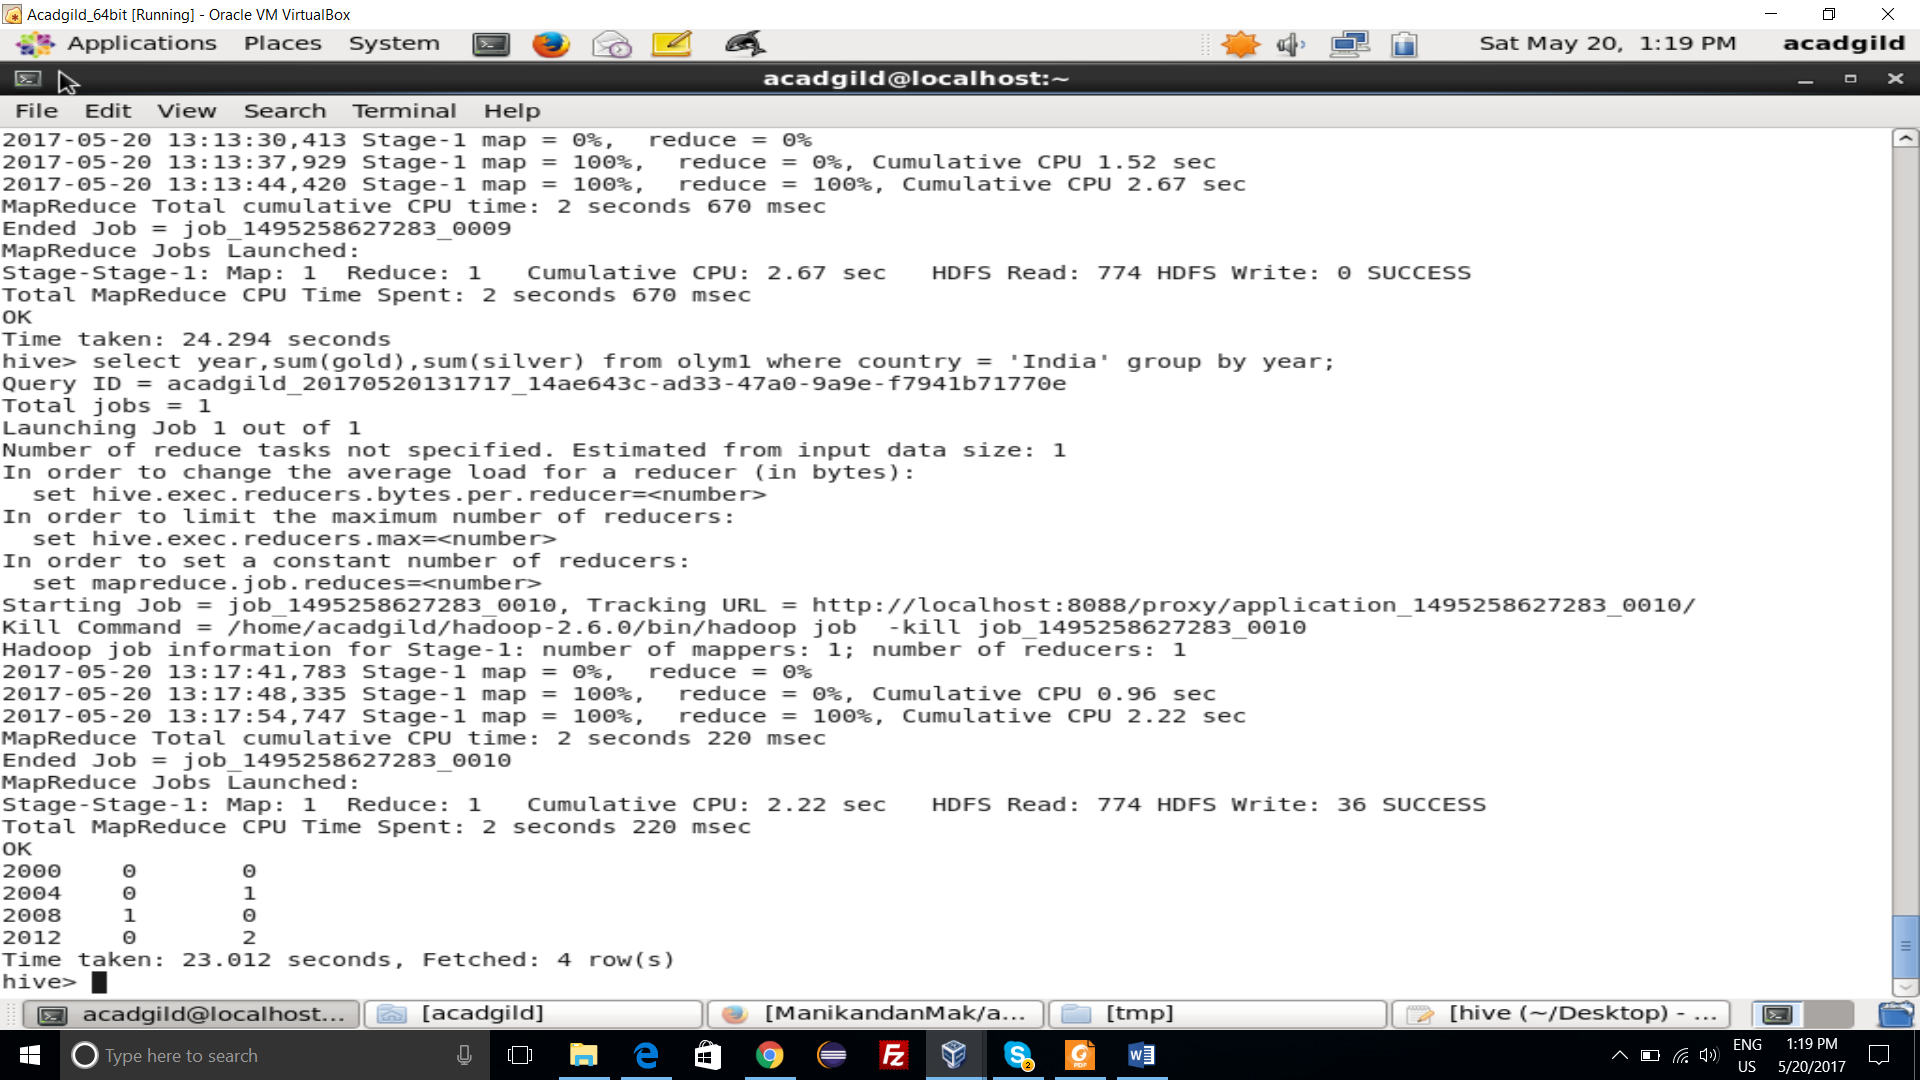 Acadgild_64bit [Running] - Oracle VM VirtualBox
Applications Places System Sat May 20, 1:19 PM acadgild
acadgild@localhost:~
File Edit View Search Terminal Help
2017-05-20 13:13:30,413 Stage-1 map = 0%,  reduce = 0%
2017-05-20 13:13:37,929 Stage-1 map = 100%,  reduce = 0%, Cumulative CPU 1.52 sec
2017-05-20 13:13:44,420 Stage-1 map = 100%,  reduce = 100%, Cumulative CPU 2.67 sec
MapReduce Total cumulative CPU time: 2 seconds 670 msec
Ended Job = job_1495258627283_0009
MapReduce Jobs Launched:
Stage-Stage-1: Map: 1  Reduce: 1   Cumulative CPU: 2.67 sec   HDFS Read: 774 HDFS Write: 0 SUCCESS
Total MapReduce CPU Time Spent: 2 seconds 670 msec
OK
Time taken: 24.294 seconds
hive> select year,sum(gold),sum(silver) from olym1 where country = 'India' group by year;
Query ID = acadgild_20170520131717_14ae643c-ad33-47a0-9a9e-f7941b71770e
Total jobs = 1
Launching Job 1 out of 1
Number of reduce tasks not specified. Estimated from input data size: 1
In order to change the average load for a reducer (in bytes):
  set hive.exec.reducers.bytes.per.reducer=<number>
In order to limit the maximum number of reducers:
  set hive.exec.reducers.max=<number>
In order to set a constant number of reducers:
  set mapreduce.job.reduces=<number>
Starting Job = job_1495258627283_0010, Tracking URL = http://localhost:8088/proxy/application_1495258627283_0010/
Kill Command = /home/acadgild/hadoop-2.6.0/bin/hadoop job  -kill job_1495258627283_0010
Hadoop job information for Stage-1: number of mappers: 1; number of reducers: 1
2017-05-20 13:17:41,783 Stage-1 map = 0%,  reduce = 0%
2017-05-20 13:17:48,335 Stage-1 map = 100%,  reduce = 0%, Cumulative CPU 0.96 sec
2017-05-20 13:17:54,747 Stage-1 map = 100%,  reduce = 100%, Cumulative CPU 2.22 sec
MapReduce Total cumulative CPU time: 2 seconds 220 msec
Ended Job = job_1495258627283_0010
MapReduce Jobs Launched:
Stage-Stage-1: Map: 1  Reduce: 1   Cumulative CPU: 2.22 sec   HDFS Read: 774 HDFS Write: 36 SUCCESS
Total MapReduce CPU Time Spent: 2 seconds 220 msec
OK
2000    0       0
2004    0       1
2008    1       0
2012    0       2
Time taken: 23.012 seconds, Fetched: 4 row(s)
hive>
acadgild@localhost... [acadgild] [ManikandanMak/a... [tmp] [hive (~/Desktop) - ...
Type here to search ENG US 1:19 PM 5/20/2017